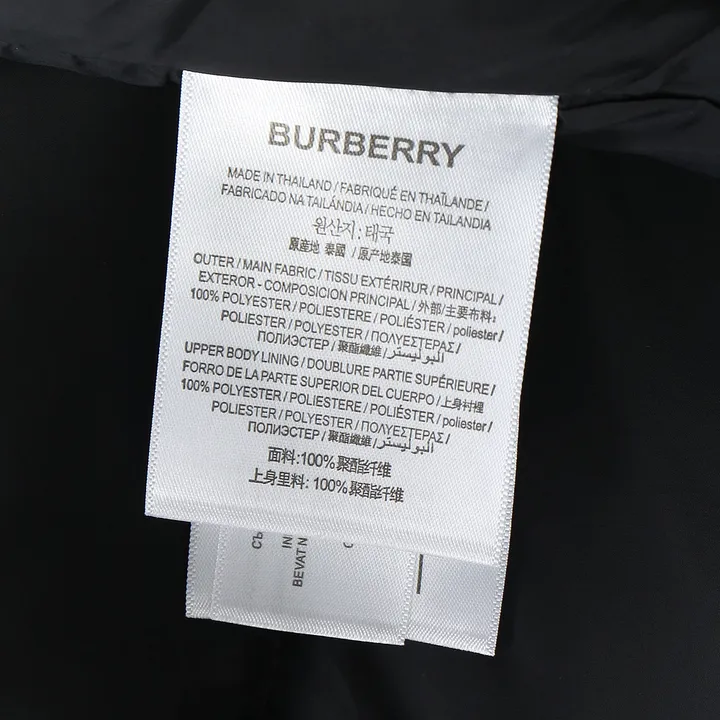 BURBERRY
MADE IN THAILAND / FABRIQUÉ EN THAÏLANDE /
FABRICADO NA TAILÁNDIA / HECHO EN TAILANDIA
원산지: 태국
原産地 泰國 / 原产地泰国
OUTER / MAIN FABRIC / TISSU EXTÉRIRUR / PRINCIPAL /
EXTEROR - COMPOSICION PRINCIPAL / 外部/主要布料:
100% POLYESTER / POLIESTERE / POLIÉSTER / poliester /
POLIESTER / POLYESTER / ΠΟΛΥΕΣΤΕΡΑΣ /
ПОЛИЭСТЕР / 聚酯纖維 / البوليستر /
UPPER BODY LINING / DOUBLURE PARTIE SUPÉRIEURE /
FORRO DE LA PARTE SUPERIOR DEL CUERPO / 上身衬裡
100% POLYESTER / POLIESTERE / POLIÉSTER / poliester /
POLIESTER / POLYESTER / ΠΟΛΥΕΣΤΕΡΑΣ /
ПОЛИЭСТЕР / 聚酯纖維 / البوليستر /
面料:100%聚酯纤维
上身里料: 100%聚酯纤维
СЪ
IN
BEVAT N